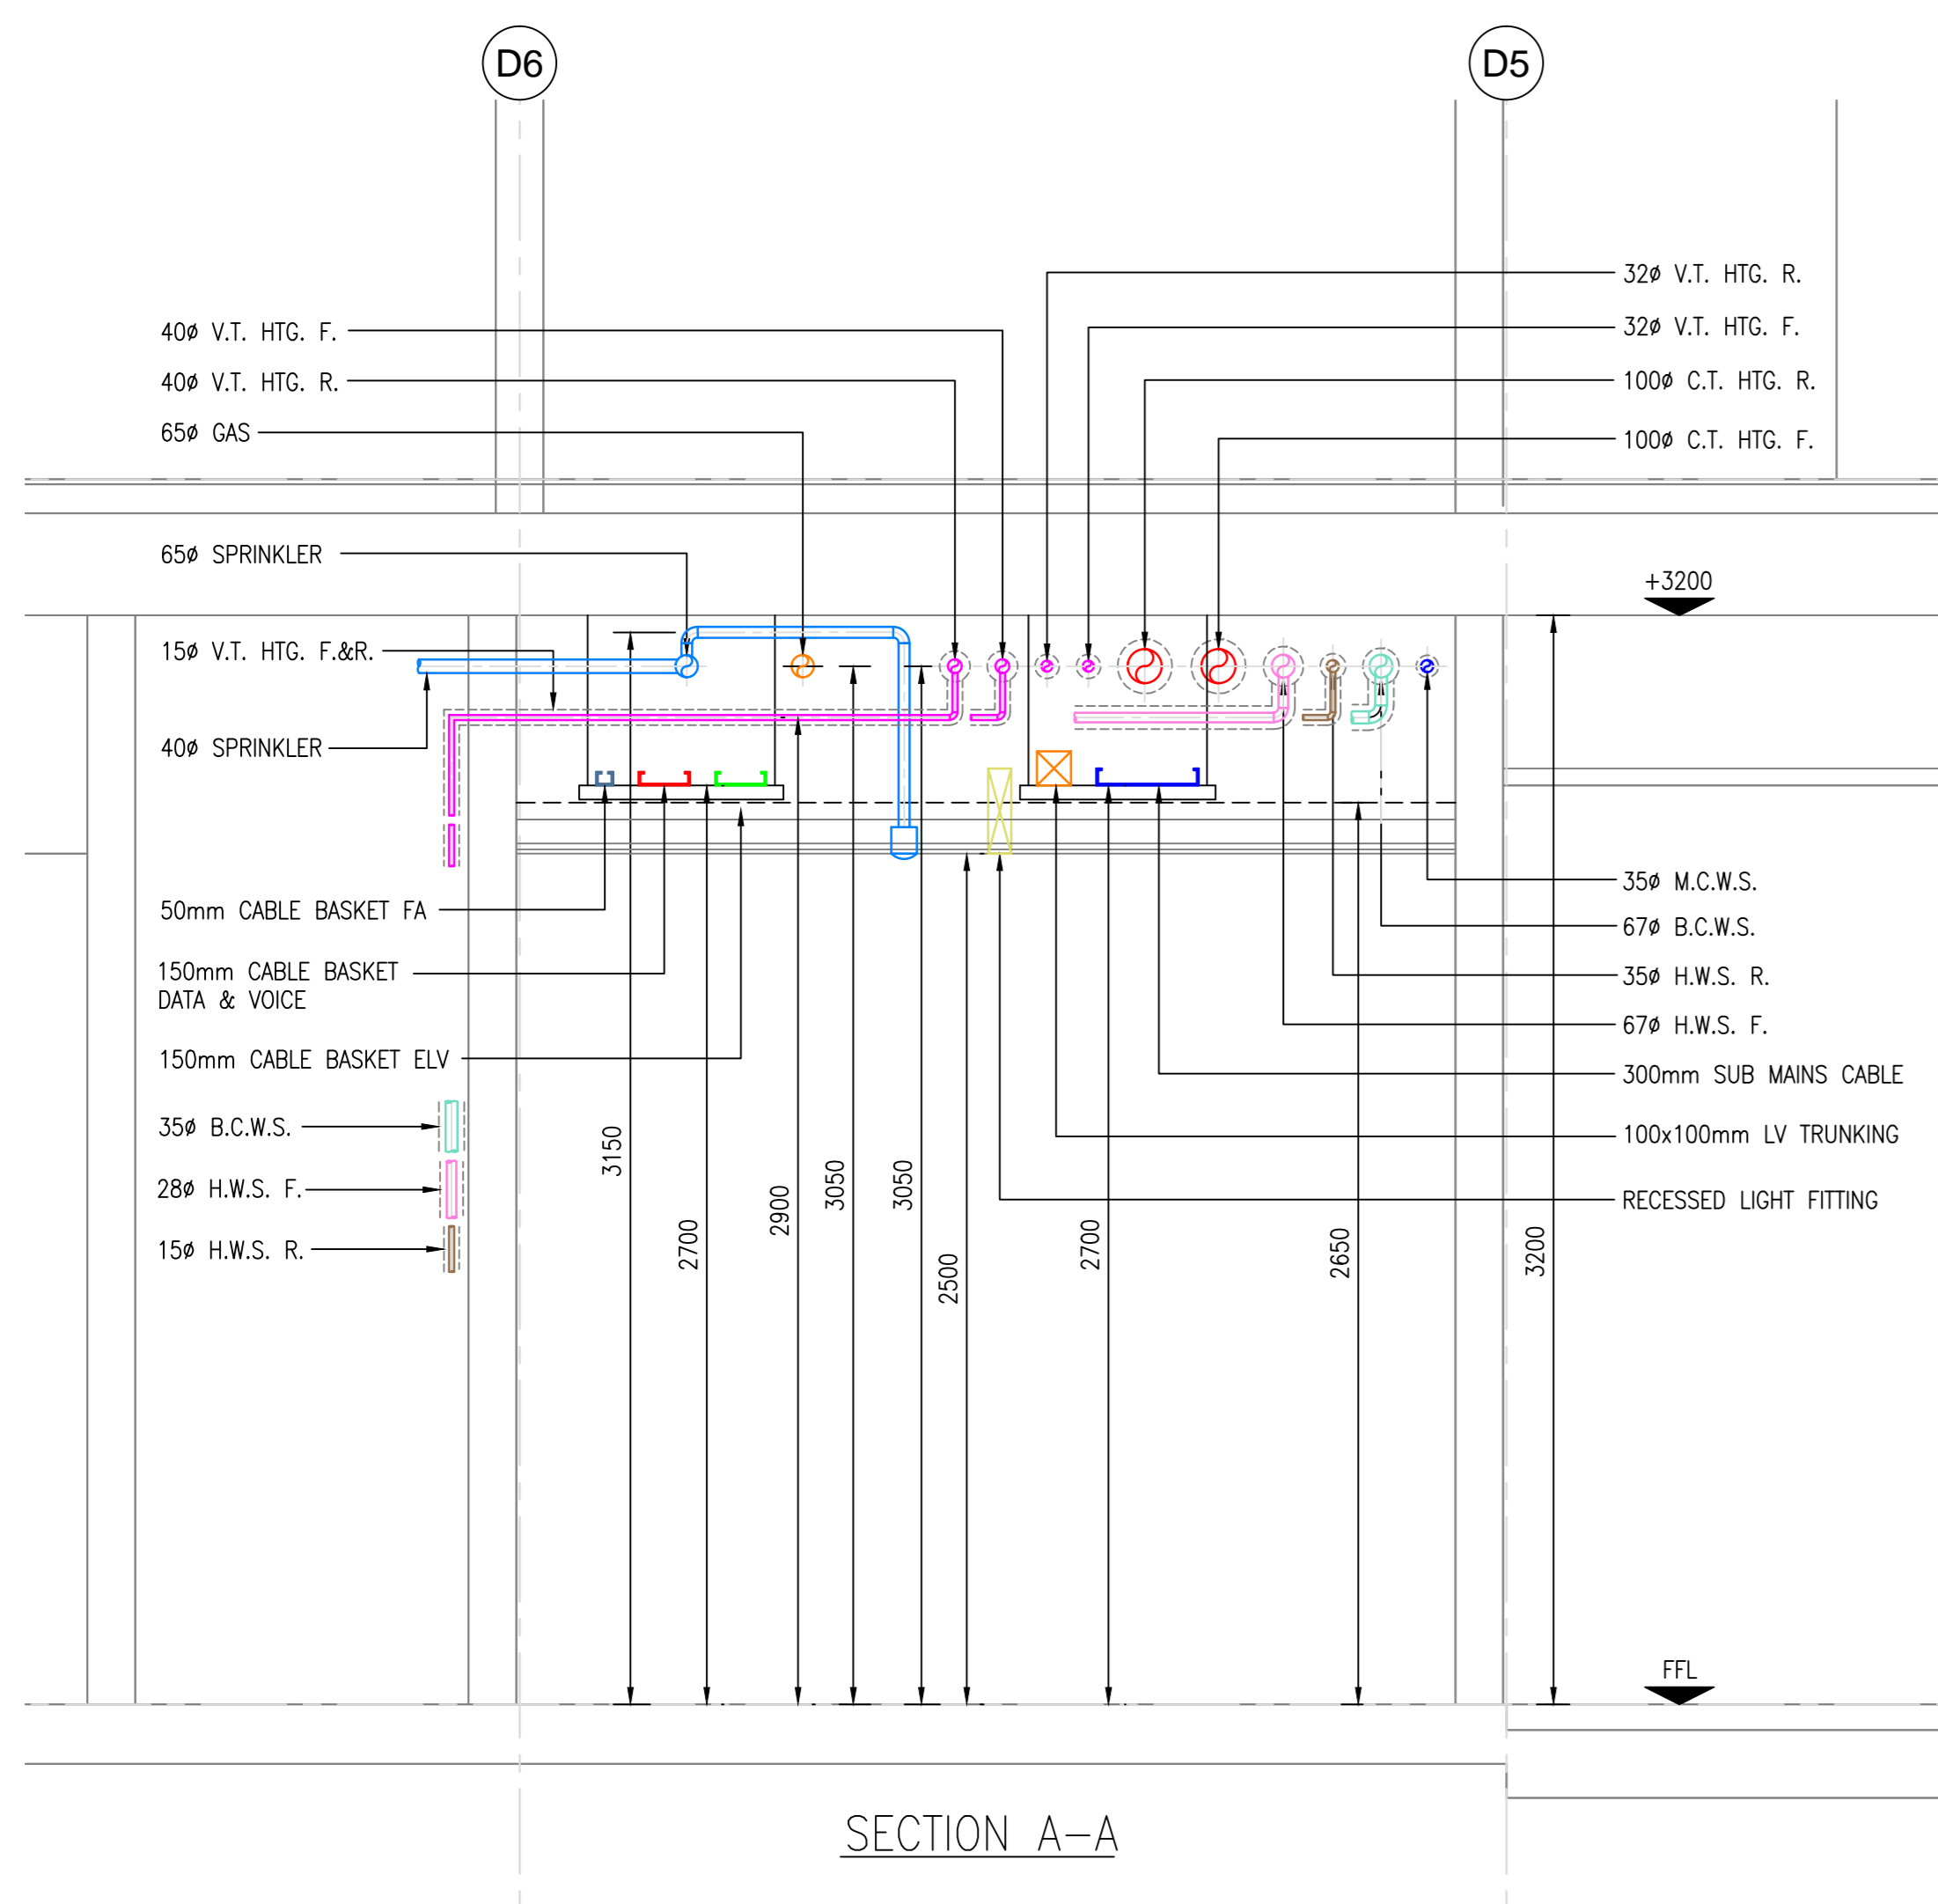 D6
D5
32ø V.T. HTG. R.
40ø V.T. HTG. F.
32ø V.T. HTG. F.
40ø V.T. HTG. R.
100ø C.T. HTG. R.
65ø GAS
100ø C.T. HTG. F.
65ø SPRINKLER
+3200
15ø V.T. HTG. F.&R.
40ø SPRINKLER
50mm CABLE BASKET FA
35ø M.C.W.S.
67ø B.C.W.S.
150mm CABLE BASKET
DATA & VOICE
35ø H.W.S. R.
67ø H.W.S. F.
150mm CABLE BASKET ELV
300mm SUB MAINS CABLE
35ø B.C.W.S.
100x100mm LV TRUNKING
28ø H.W.S. F.
RECESSED LIGHT FITTING
15ø H.W.S. R.
3150
2700
2900
3050
3050
2500
2700
2650
3200
FFL
SECTION A-A